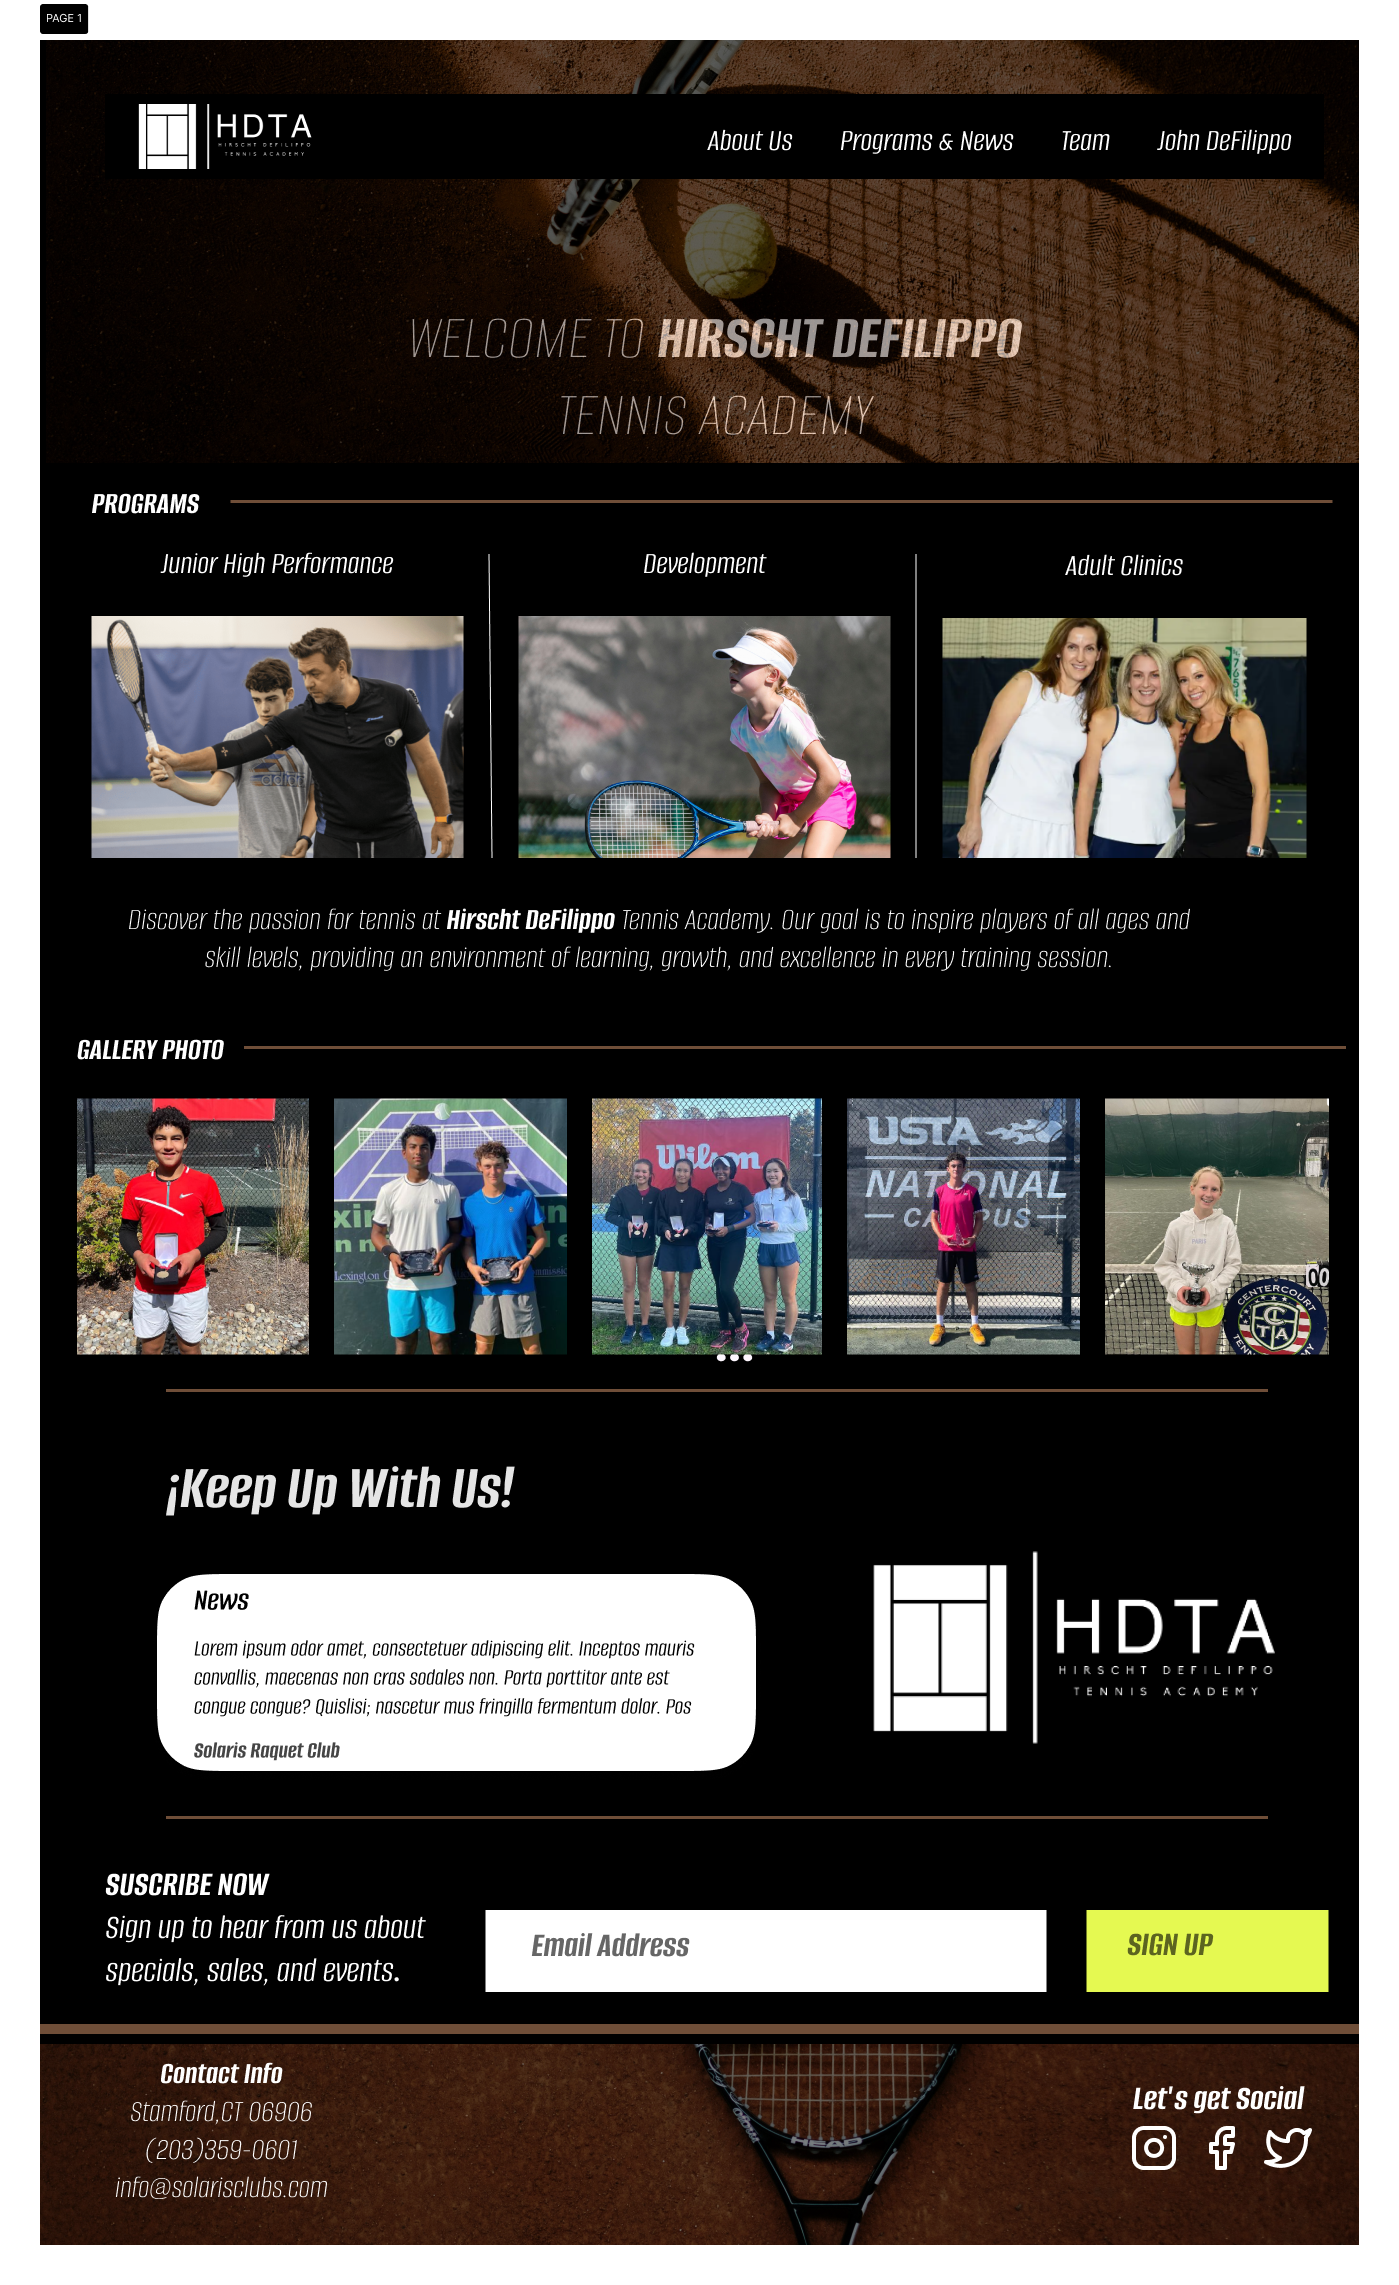 PAGE 1
HDTA
HIRSCHT DEFILIPPO
TENNIS ACADEMY
About Us Programs & News Team John DeFilippo
WELCOME TO HIRSCHT DEFILIPPO
TENNIS ACADEMY
PROGRAMS
Junior High Performance Development Adult Clinics
adidas
Discover the passion for tennis at Hirscht DeFilippo Tennis Academy. Our goal is to inspire players of all ages and
skill levels, providing an environment of learning, growth, and excellence in every training session.
GALLERY PHOTO
Wilson
USTA
NATIONAL
CAMPUS
Lexington
00
CENTERCOURT
CTA
¡Keep Up With Us!
News
Lorem ipsum odor amet, consectetuer adipiscing elit. Inceptos mauris
convallis, maecenas non cras sodales non. Porta porttitor ante est
congue congue? Quislisi; nascetur mus fringilla fermentum dolor. Pos
Solaris Raquet Club
HDTA
HIRSCHT DEFILIPPO
TENNIS ACADEMY
SUSCRIBE NOW
Sign up to hear from us about
specials, sales, and events.
Email Address
SIGN UP
Contact Info
Stamford,CT 06906
(203)359-0601
info@solarisclubs.com
HEAD
Let's get Social